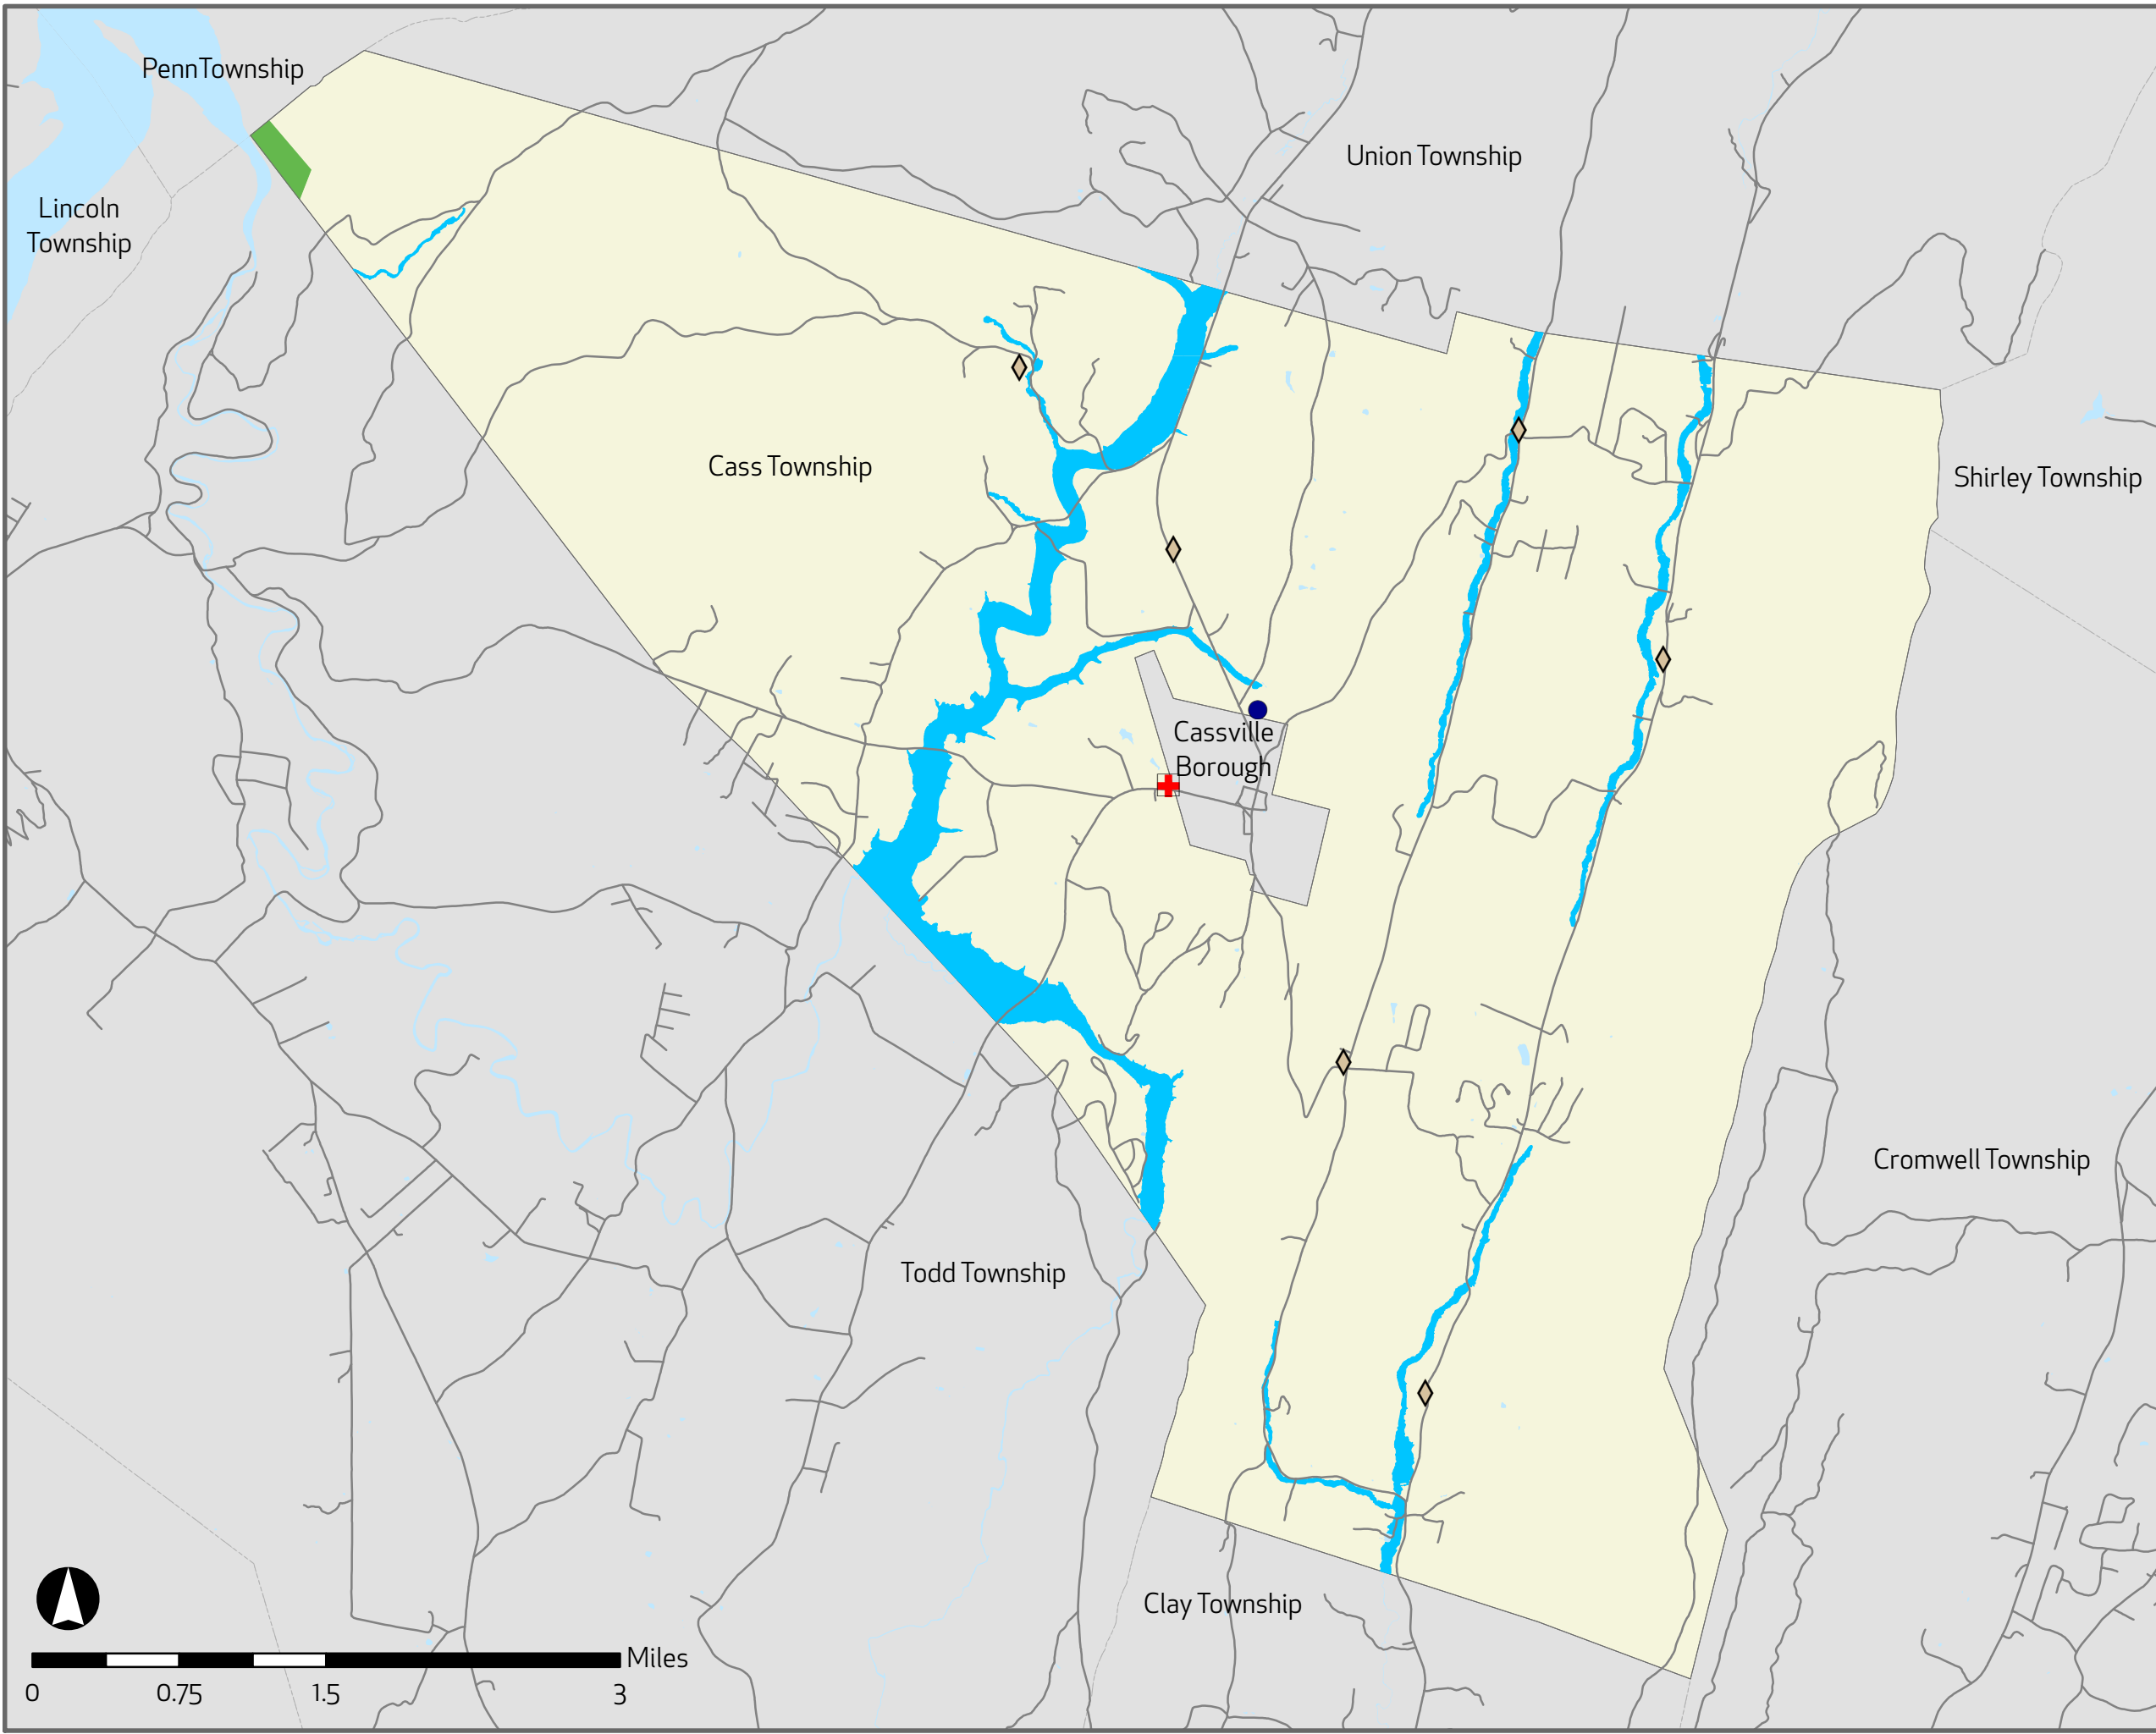 PennTownship
Union Township
Lincoln
Township
Cass Township
Shirley Township
Cassville
Borough
Cromwell Township
Todd Township
Clay Township
Miles
0 0.75 1.5 3